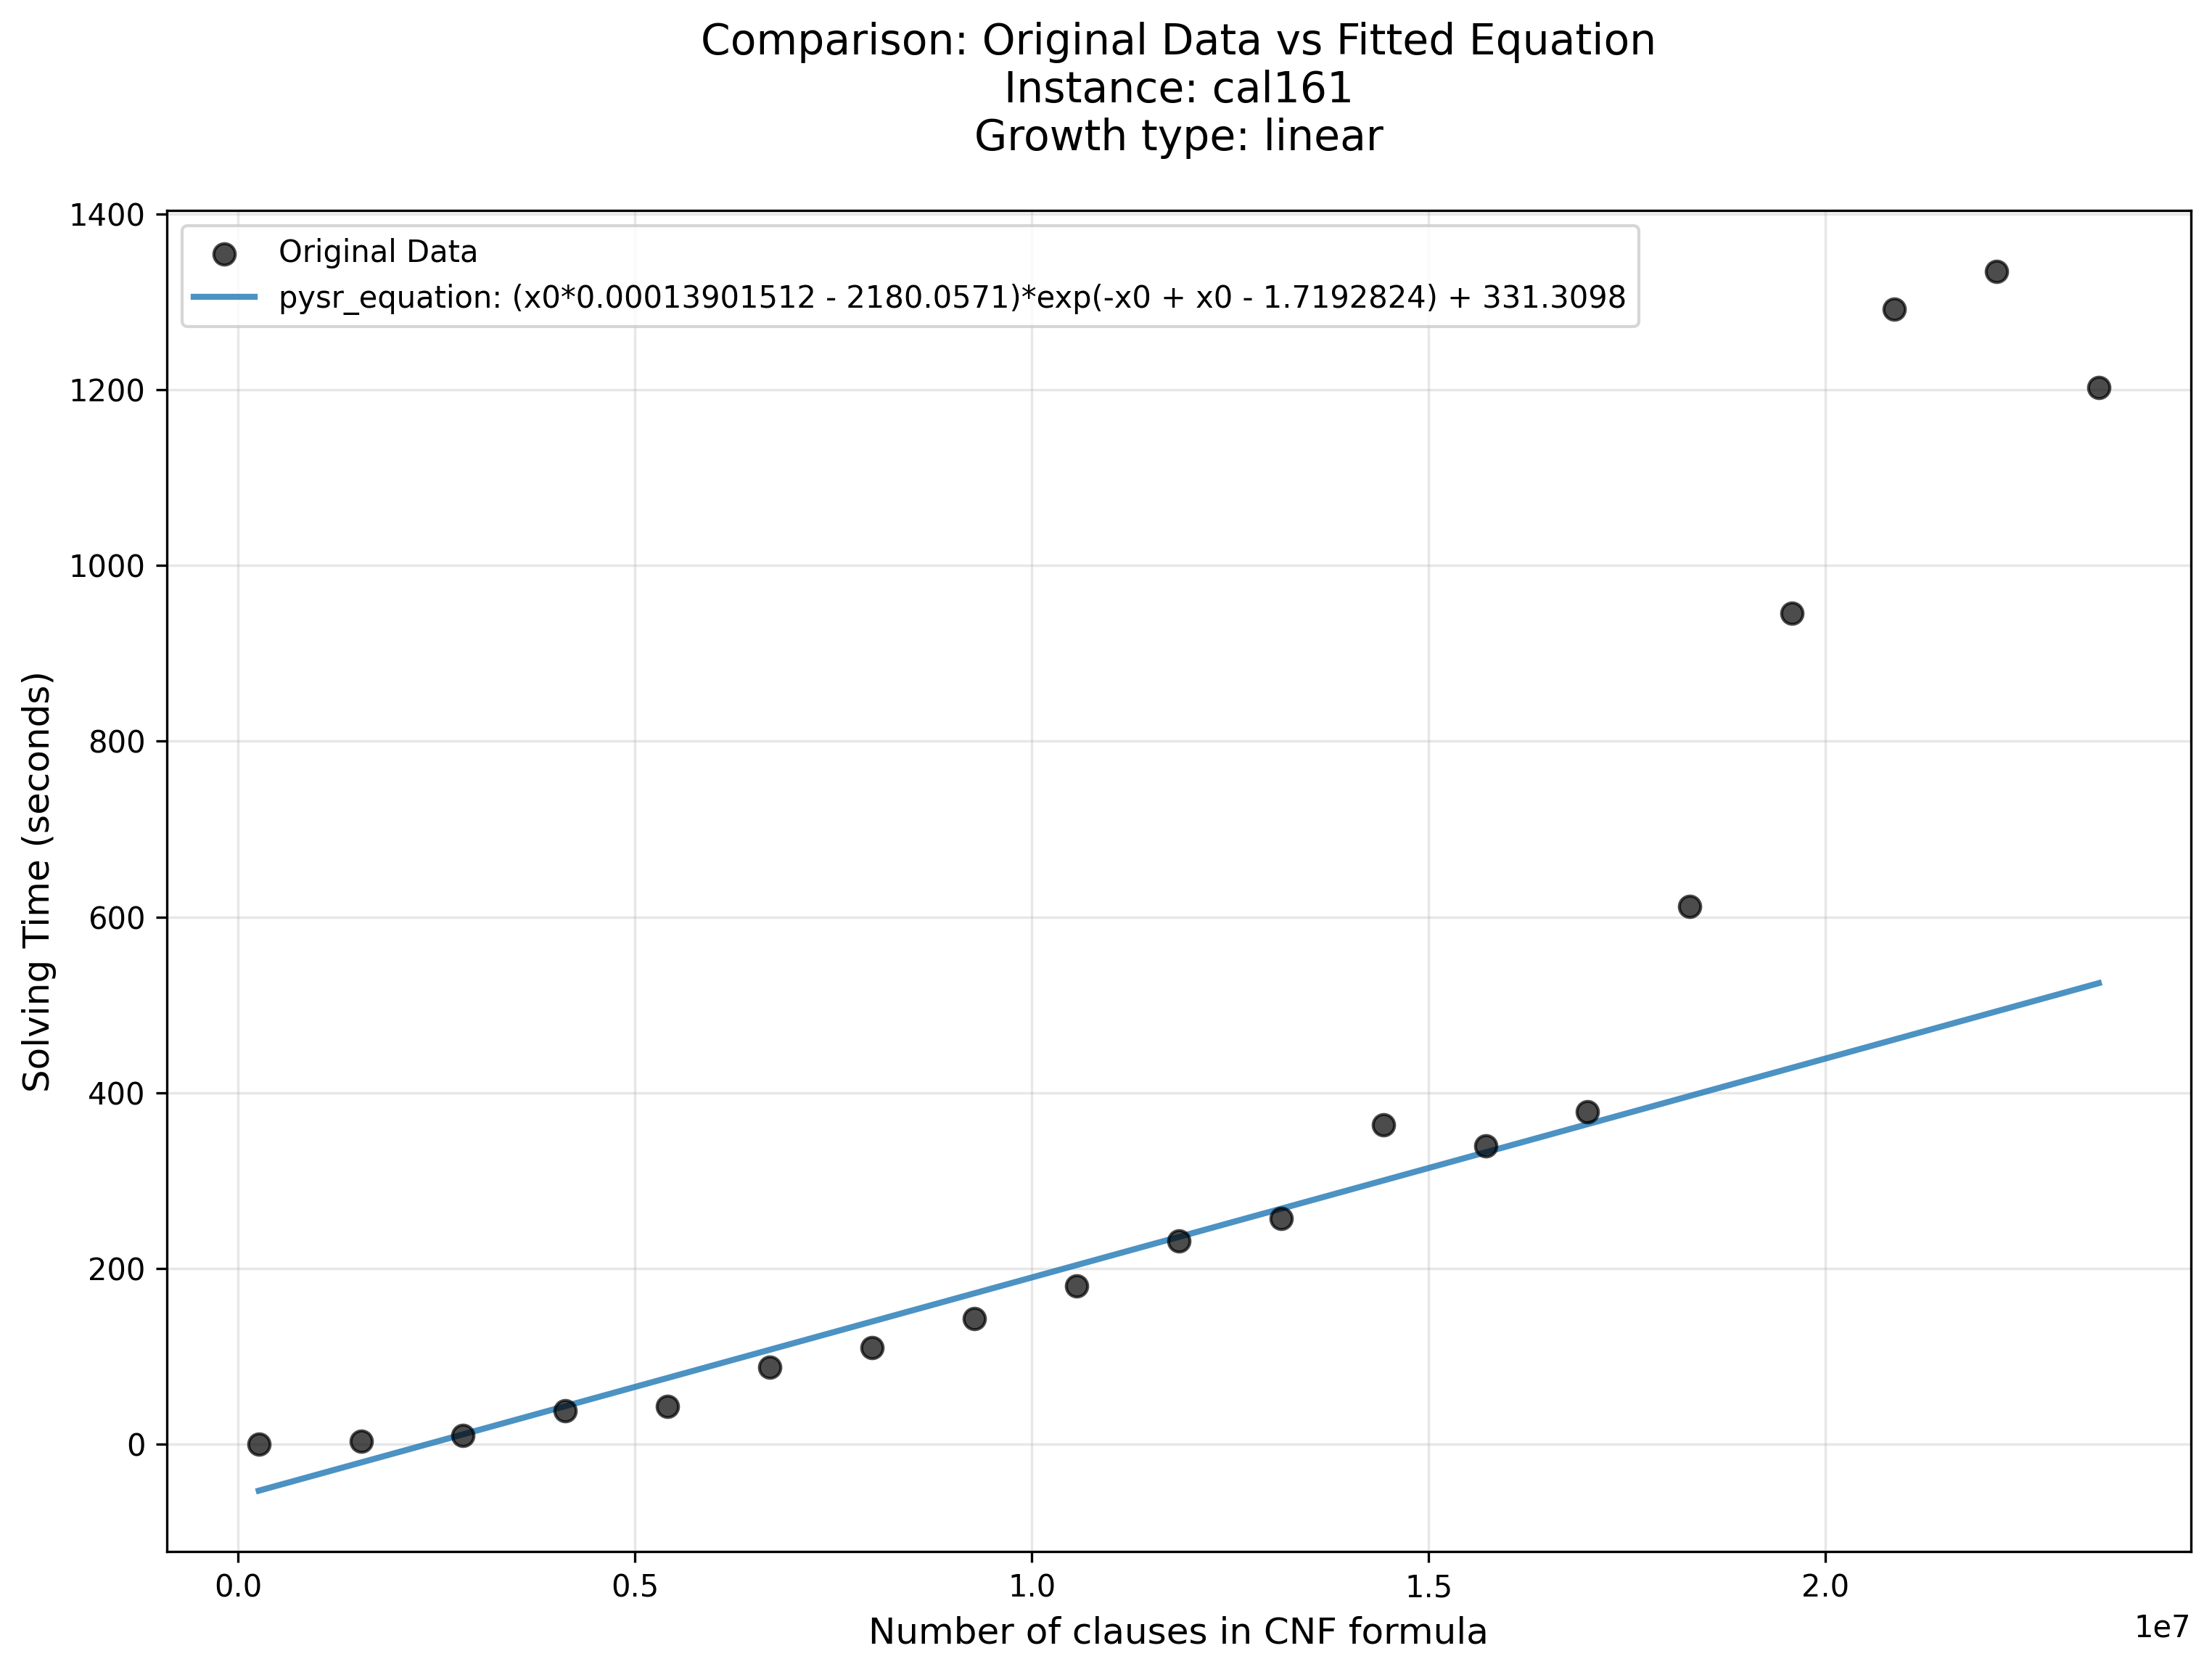 Comparison: Original Data vs Fitted Equation
Instance: cal161
Growth type: linear
Original Data
pysr_equation: (x0*0.00013901512 - 2180.0571)*exp(-x0 + x0 - 1.7192824) + 331.3098
1400
1200
1000
800
600
400
200
0
Solving Time (seconds)
0.0 0.5 1.0 1.5 2.0
1e7
Number of clauses in CNF formula